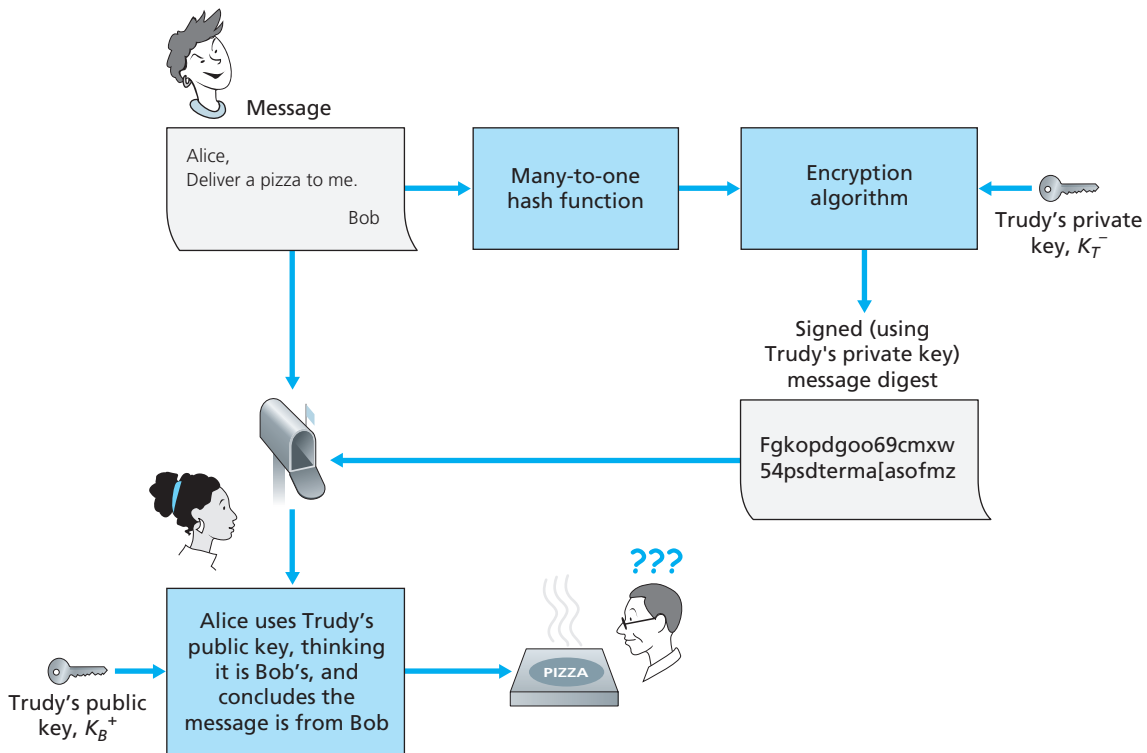 Message
Alice,
Deliver a pizza to me.
Bob
Many-to-one
hash function
Encryption
algorithm
Trudy's private
key, K_T^−
Signed (using
Trudy's private key)
message digest
Fgkopdgoo69cmxw
54psdterma[asofmz
???
Alice uses Trudy's
public key, thinking
it is Bob's, and
concludes the
message is from Bob
PIZZA
Trudy's public
key, K_B^+